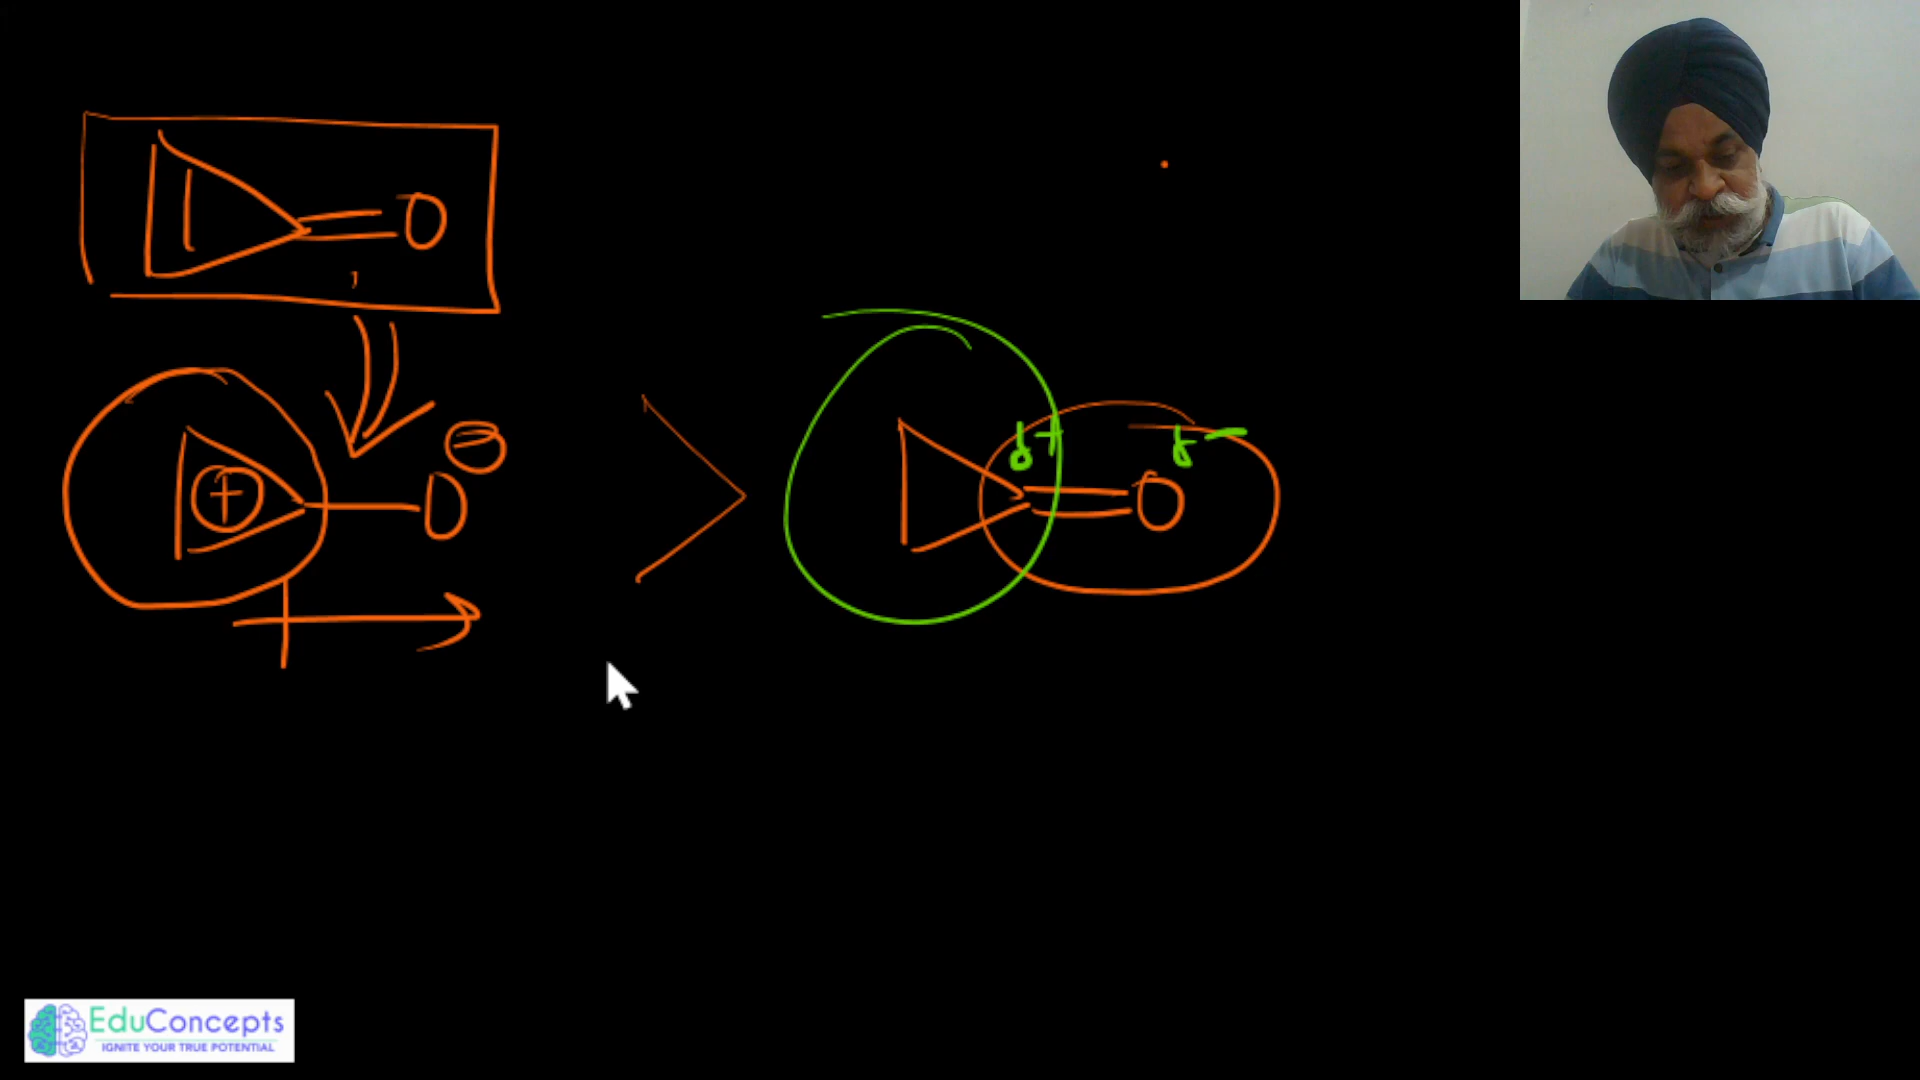 O
⊖
+ O
>
δ+ δ-
O
EduConcepts
IGNITE YOUR TRUE POTENTIAL